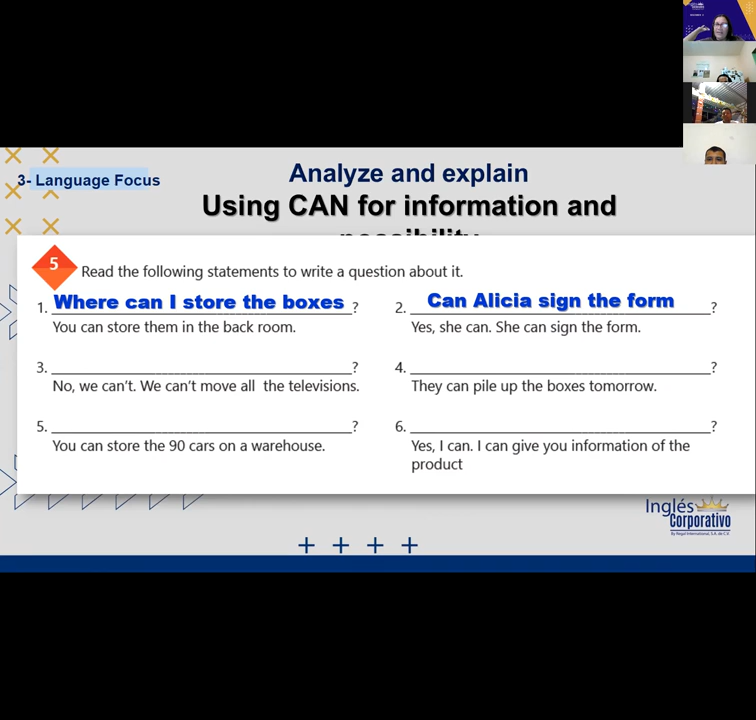 3- Language Focus
Analyze and expIaIn
Using CAN for information and
possibility
5
Read the following statements to write a question about it.
1. Where can I store the boxes ?
You can store them in the back room.
2. Can Alicia sign the form ?
Yes, she can. She can sign the form.
3. ?
No, we can't. We can't move all the televisions.
4. ?
They can pile up the boxes tomorrow.
5. ?
You can store the 90 cars on a warehouse.
6. ?
Yes, I can. I can give you information of the
product
Inglés
Corporativo
By Regal International, S.A. de C.V.